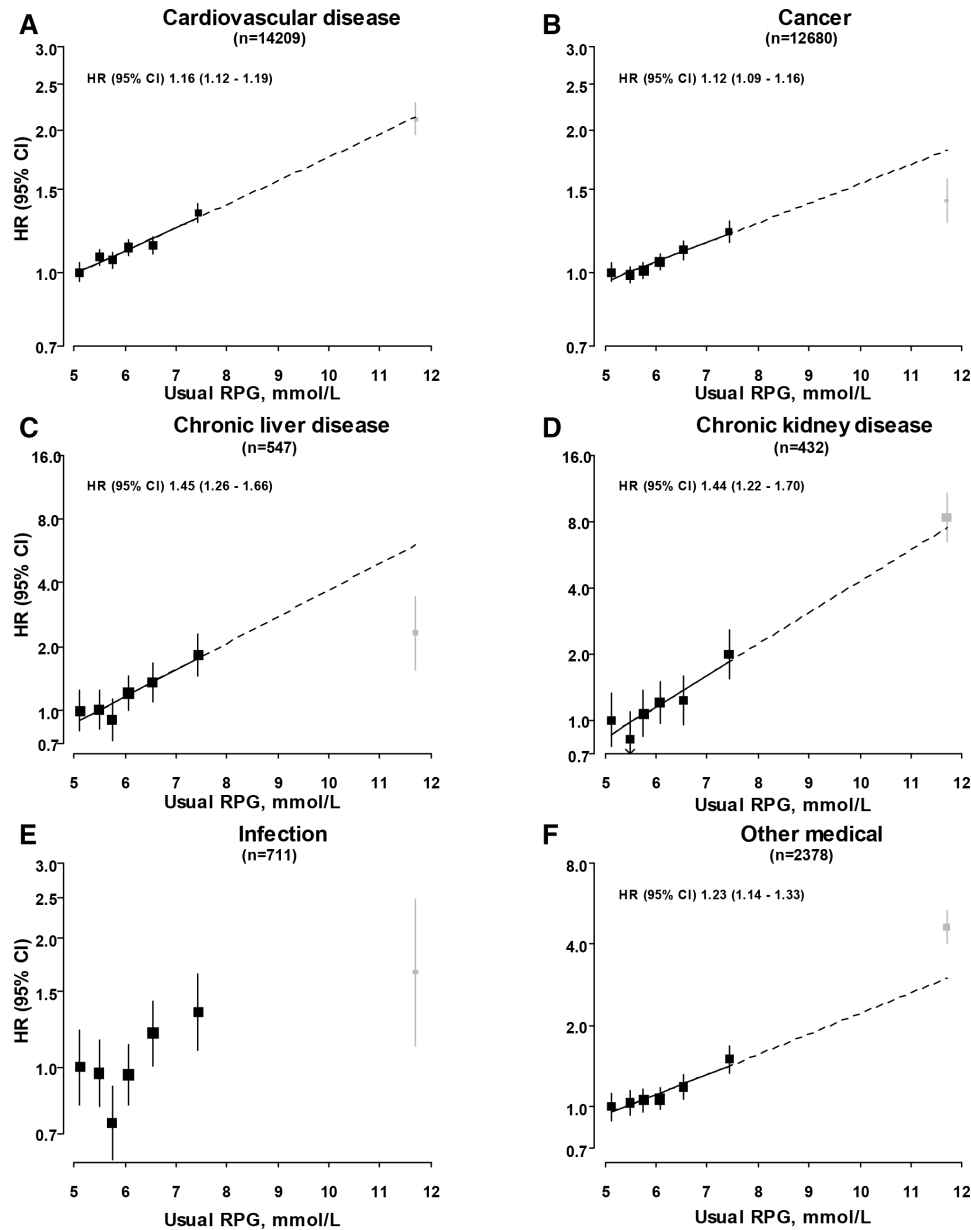 A
Cardiovascular disease
(n=14209)
HR (95% CI) 1.16 (1.12 - 1.19)
HR (95% CI)
3.0
2.5
2.0
1.5
1.0
0.7
5 6 7 8 9 10 11 12
Usual RPG, mmol/L
B
Cancer
(n=12680)
HR (95% CI) 1.12 (1.09 - 1.16)
3.0
2.5
2.0
1.5
1.0
0.7
5 6 7 8 9 10 11 12
Usual RPG, mmol/L
C
Chronic liver disease
(n=547)
HR (95% CI) 1.45 (1.26 - 1.66)
HR (95% CI)
16.0
8.0
4.0
2.0
1.0
0.7
5 6 7 8 9 10 11 12
Usual RPG, mmol/L
D
Chronic kidney disease
(n=432)
HR (95% CI) 1.44 (1.22 - 1.70)
16.0
8.0
4.0
2.0
1.0
0.7
5 6 7 8 9 10 11 12
Usual RPG, mmol/L
E
Infection
(n=711)
HR (95% CI)
3.0
2.5
2.0
1.5
1.0
0.7
5 6 7 8 9 10 11 12
Usual RPG, mmol/L
F
Other medical
(n=2378)
HR (95% CI) 1.23 (1.14 - 1.33)
8.0
4.0
2.0
1.0
0.7
5 6 7 8 9 10 11 12
Usual RPG, mmol/L